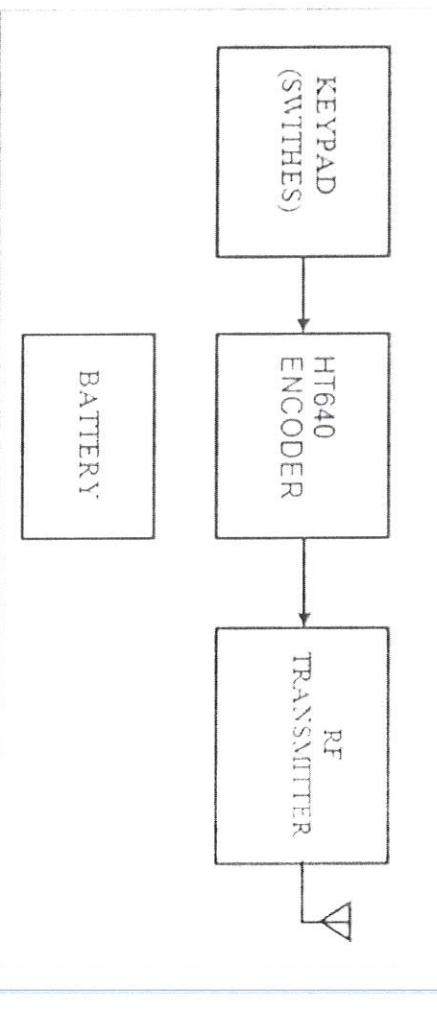 KEYPAD
(SWITHES)
HT640
ENCODER
RF
TRANSMITTER
BATTERY